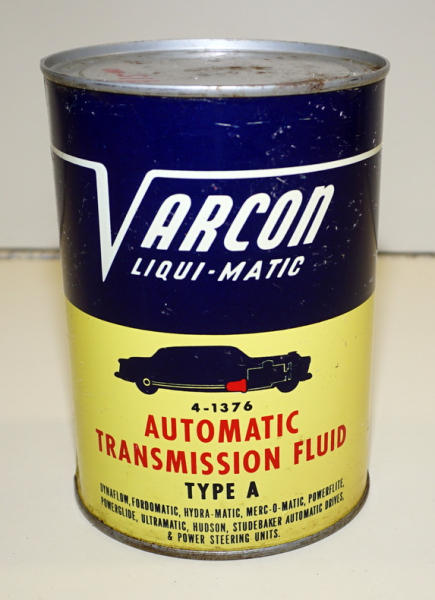 VARCON
LIQUI-MATIC
4-1376
AUTOMATIC
TRANSMISSION FLUID
TYPE A
DYNAFLOW, FORDOMATIC, HYDRA-MATIC, MERC-O-MATIC, POWERFLITE,
POWERGLIDE, ULTRAMATIC, HUDSON, STUDEBAKER AUTOMATIC DRIVES,
& POWER STEERING UNITS.